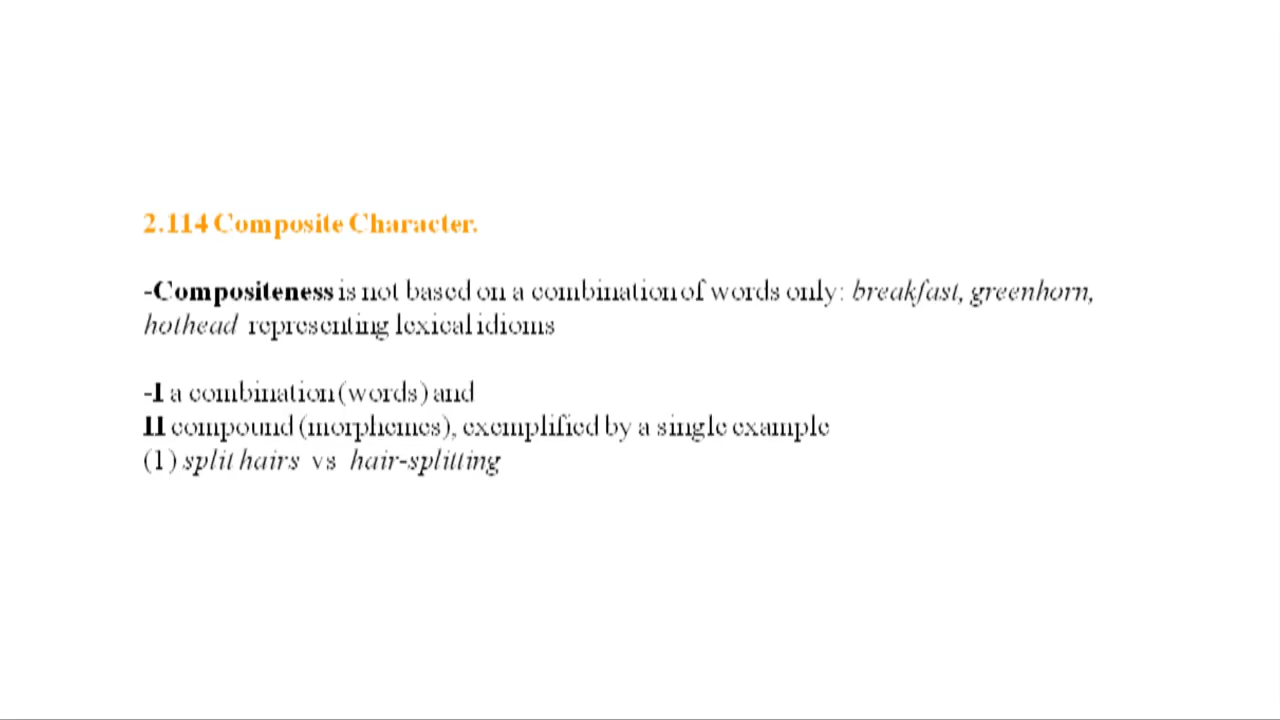 2.114 Composite Character.
-Compositeness is not based on a combination of words only: breakfast, greenhorn,
hothead representing lexical idioms
-I a combination (words) and
II compound (morphemes), exemplified by a single example
(1) split hairs vs hair-splitting